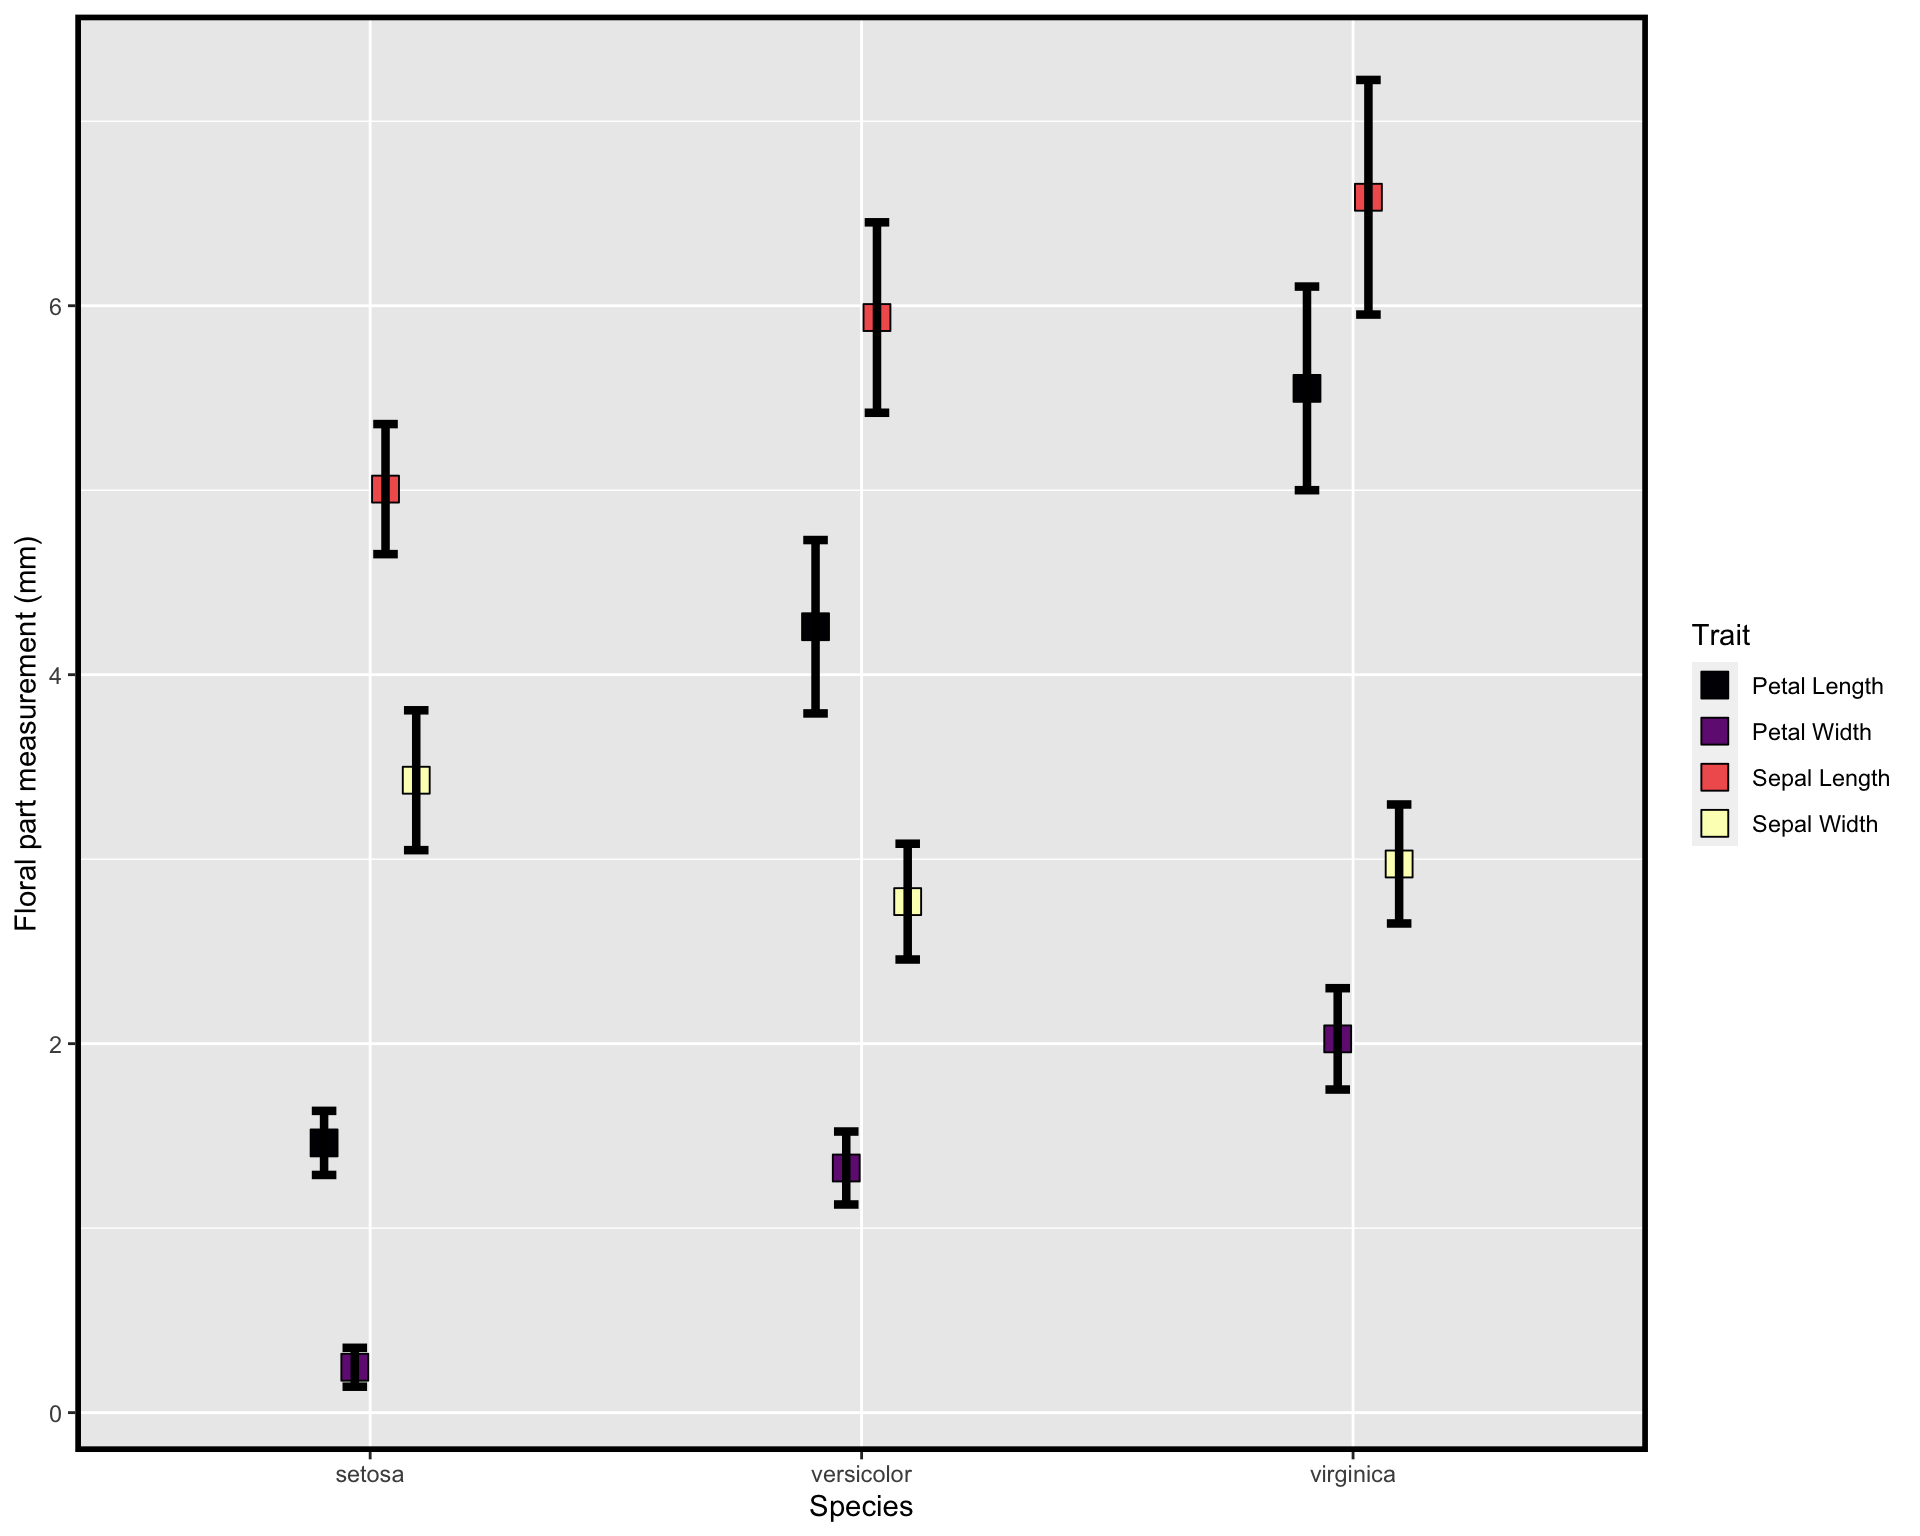 Floral part measurement (mm)
6
4
2
0
setosa
versicolor
virginica
Species
Trait
Petal Length
Petal Width
Sepal Length
Sepal Width